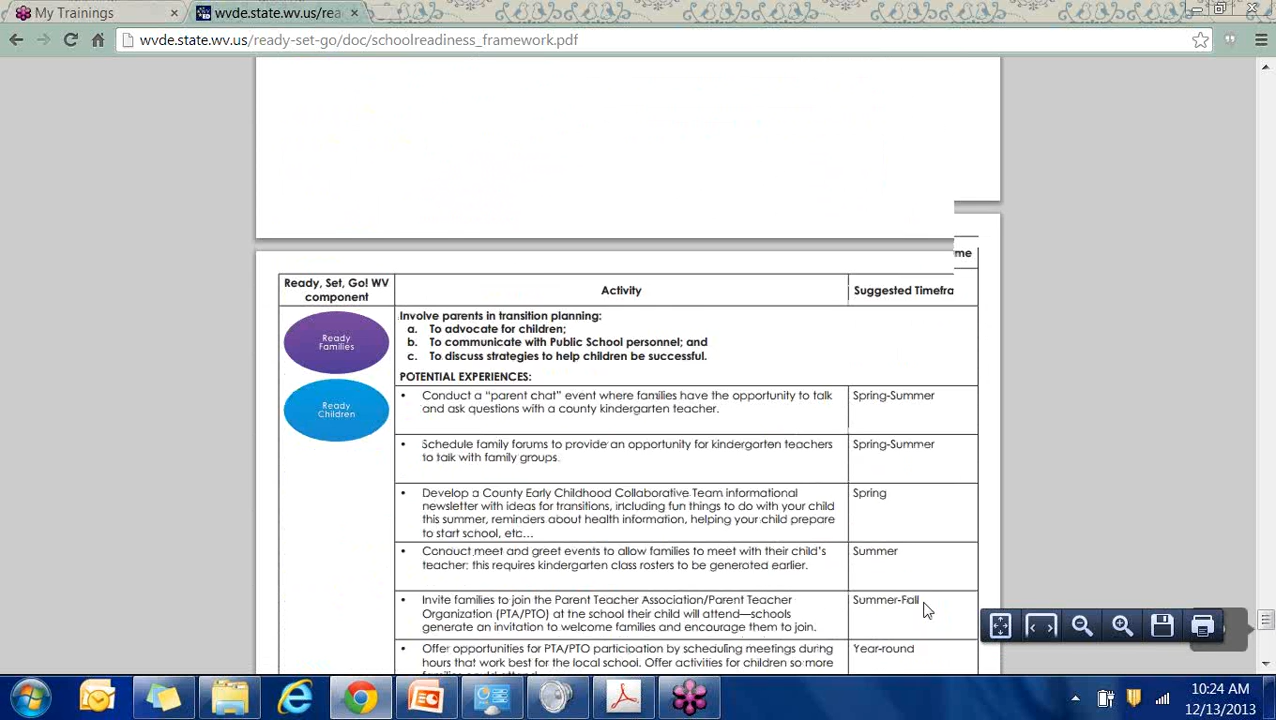 My Trainings
wvde.state.wv.us/rea
wvde.state.wv.us/ready-set-go/doc/schoolreadiness_framework.pdf
me
Ready, Set, Go! WV
component
Activity
Suggested Timefra
Ready
Families
Involve parents in transition planning:
a. To advocate for children;
b. To communicate with Public School personnel; and
c. To discuss strategies to help children be successful.
POTENTIAL EXPERIENCES:
Ready
Children
• Conduct a "parent chat" event where families have the opportunity to talk
and ask questions with a county kindergarten teacher.
Spring-Summer
• Schedule family forums to provide an opportunity for kindergarten teachers
to talk with family groups.
Spring-Summer
• Develop a County Early Childhood Collaborative Team informational
newsletter with ideas for transitions, including fun things to do with your child
this summer, reminders about health information, helping your child prepare
to start school, etc...
Spring
• Conduct meet and greet events to allow families to meet with their child's
teacher; this requires kindergarten class rosters to be generated earlier.
Summer
• Invite families to join the Parent Teacher Association/Parent Teacher
Organization (PTA/PTO) at the school their child will attend—schools
generate an invitation to welcome families and encourage them to join.
Summer-Fall
• Offer opportunities for PTA/PTO participation by scheduling meetings during
hours that work best for the local school. Offer activities for children so more
Year-round
10:24 AM
12/13/2013